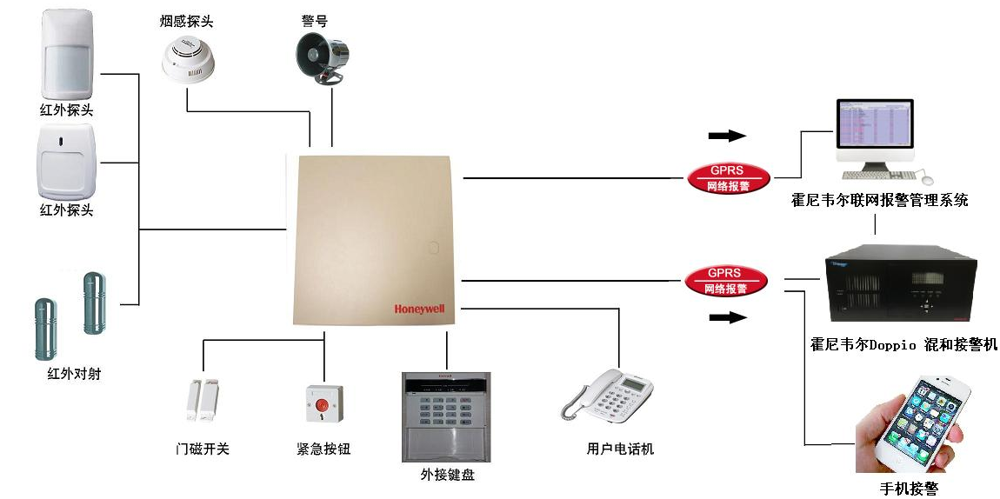 烟感探头
警号
红外探头
GPRS
网络报警
霍尼韦尔联网报警管理系统
红外探头
GPRS
网络报警
Honeywell
霍尼韦尔Doppio 混和接警机
红外对射
门磁开关
紧急按钮
外接键盘
用户电话机
手机接警